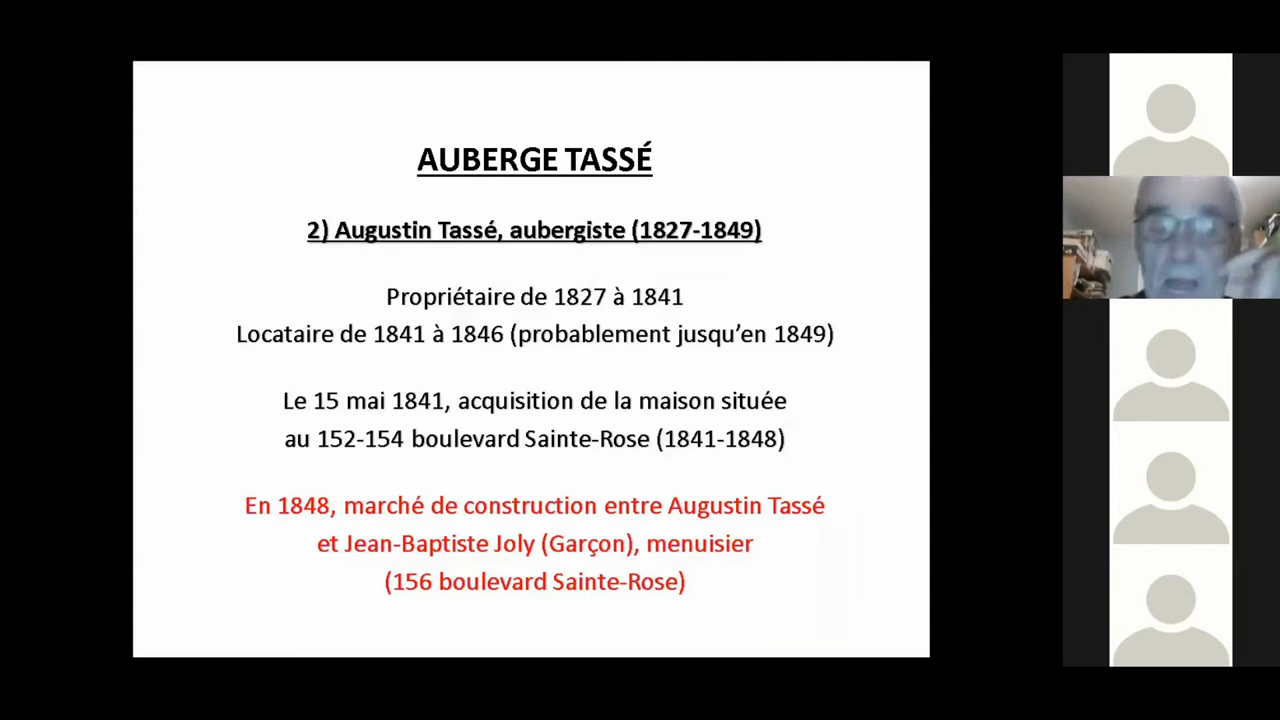 AUBERGE TASSÉ
2) Augustin Tassé, aubergiste (1827-1849)
Propriétaire de 1827 à 1841
Locataire de 1841 à 1846 (probablement jusqu’en 1849)
Le 15 mai 1841, acquisition de la maison située
au 152-154 boulevard Sainte-Rose (1841-1848)
En 1848, marché de construction entre Augustin Tassé
et Jean-Baptiste Joly (Garçon), menuisier
(156 boulevard Sainte-Rose)